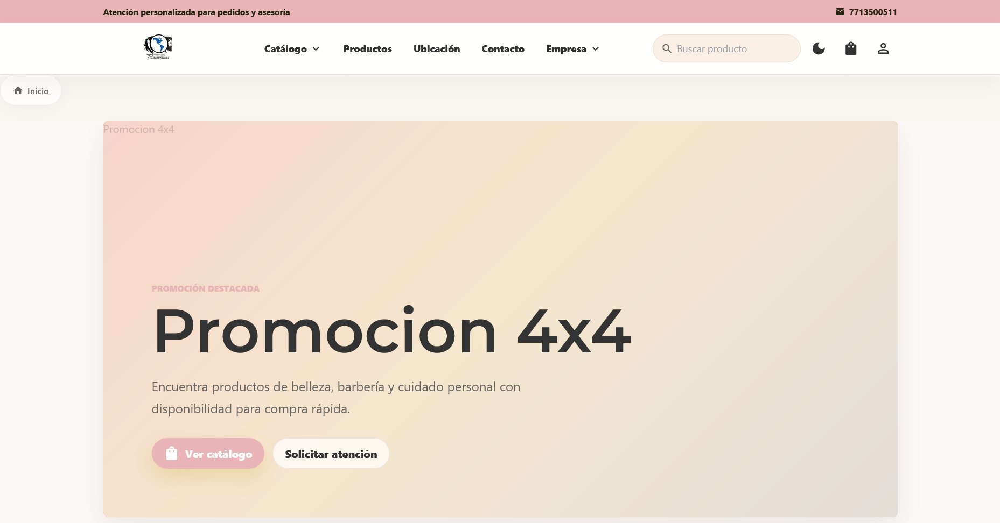 Atención personalizada para pedidos y asesoría
7713500511
Panamericana
Catálogo
Productos
Ubicación
Contacto
Empresa
Buscar producto
Inicio
Promocion 4x4
PROMOCIÓN DESTACADA
Promocion 4x4
Encuentra productos de belleza, barbería y cuidado personal con
disponibilidad para compra rápida.
Ver catálogo
Solicitar atención